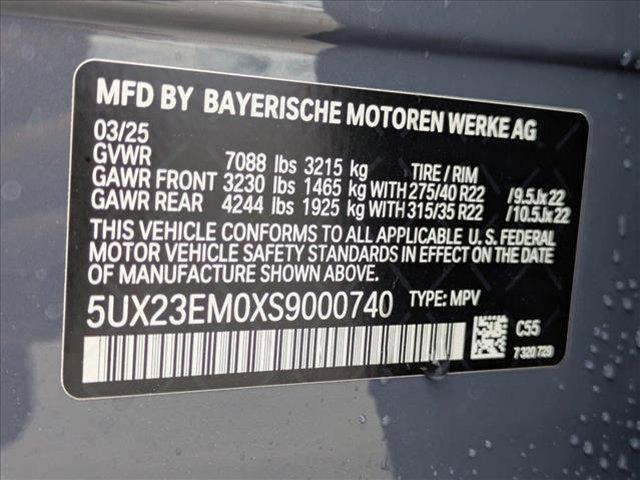 MFD BY BAYERISCHE MOTOREN WERKE AG
03/25
GVWR 7088 lbs 3215 kg TIRE / RIM
GAWR FRONT 3230 lbs 1465 kg WITH 275/40 R22 /9.5Jx22
GAWR REAR 4244 lbs 1925 kg WITH 315/35 R22 /10.5Jx22
THIS VEHICLE CONFORMS TO ALL APPLICABLE U.S. FEDERAL
MOTOR VEHICLE SAFETY STANDARDS IN EFFECT ON THE DATE
OF MANUFACTURE SHOWN ABOVE.
5UX23EM0XS9000740 TYPE: MPV
C55
7 320 729